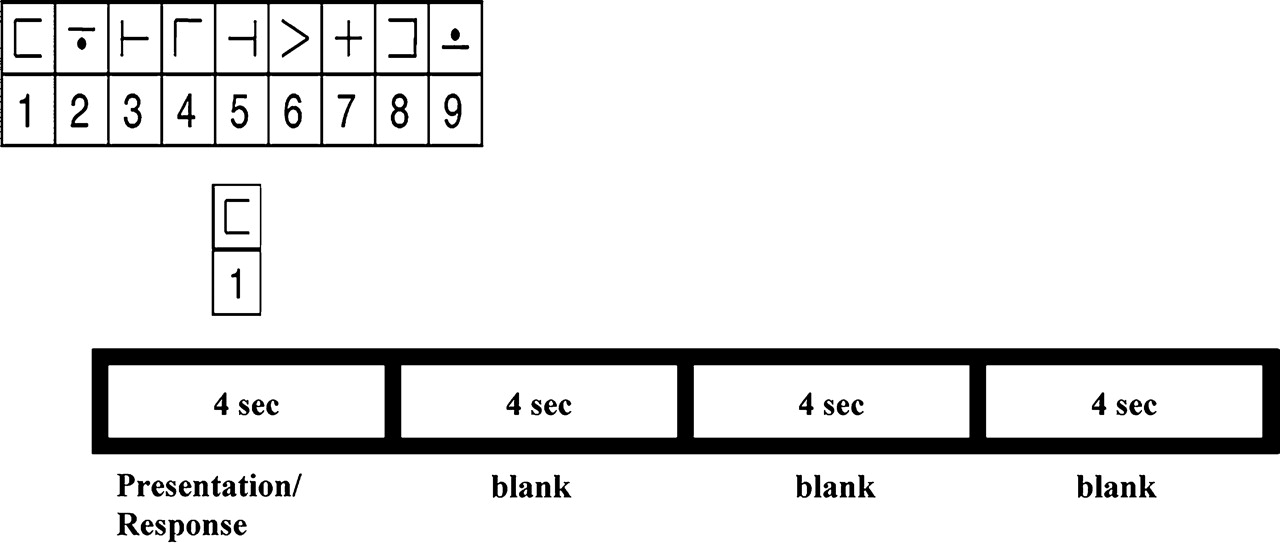 1 2 3 4 5 6 7 8 9
1
4 sec 4 sec 4 sec 4 sec
Presentation/ blank blank blank
Response